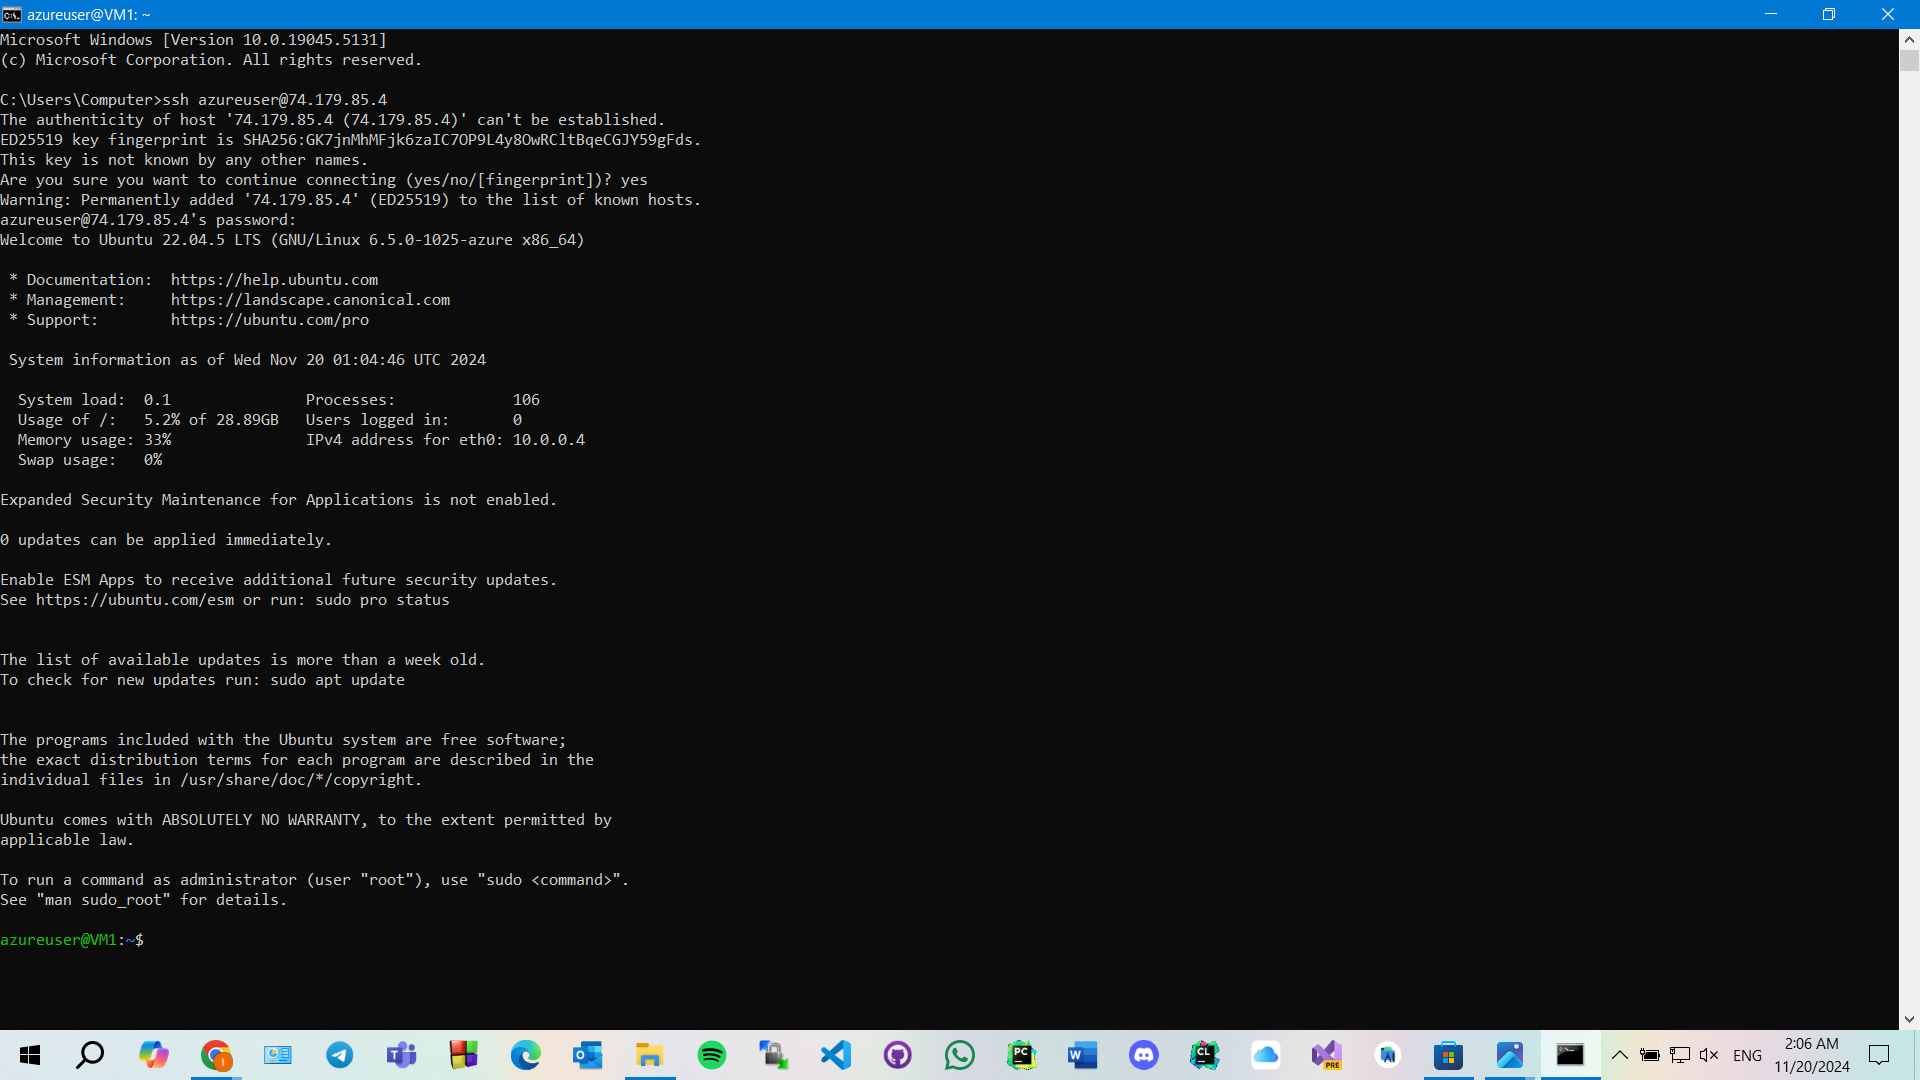 azureuser@VM1: ~
Microsoft Windows [Version 10.0.19045.5131]
(c) Microsoft Corporation. All rights reserved.
C:\Users\Computer>ssh azureuser@74.179.85.4
The authenticity of host '74.179.85.4 (74.179.85.4)' can't be established.
ED25519 key fingerprint is SHA256:GK7jnMhMFjk6zaIC7OP9L4y8OwRCltBqeCGJY59gFds.
This key is not known by any other names.
Are you sure you want to continue connecting (yes/no/[fingerprint])? yes
Warning: Permanently added '74.179.85.4' (ED25519) to the list of known hosts.
azureuser@74.179.85.4's password:
Welcome to Ubuntu 22.04.5 LTS (GNU/Linux 6.5.0-1025-azure x86_64)
* Documentation:  https://help.ubuntu.com
* Management:     https://landscape.canonical.com
* Support:        https://ubuntu.com/pro
System information as of Wed Nov 20 01:04:46 UTC 2024
System load:  0.1               Processes:             106
Usage of /:   5.2% of 28.89GB   Users logged in:       0
Memory usage: 33%               IPv4 address for eth0: 10.0.0.4
Swap usage:   0%
Expanded Security Maintenance for Applications is not enabled.
0 updates can be applied immediately.
Enable ESM Apps to receive additional future security updates.
See https://ubuntu.com/esm or run: sudo pro status
The list of available updates is more than a week old.
To check for new updates run: sudo apt update
The programs included with the Ubuntu system are free software;
the exact distribution terms for each program are described in the
individual files in /usr/share/doc/*/copyright.
Ubuntu comes with ABSOLUTELY NO WARRANTY, to the extent permitted by
applicable law.
To run a command as administrator (user "root"), use "sudo <command>".
See "man sudo_root" for details.
azureuser@VM1:~$
ENG
2:06 AM
11/20/2024